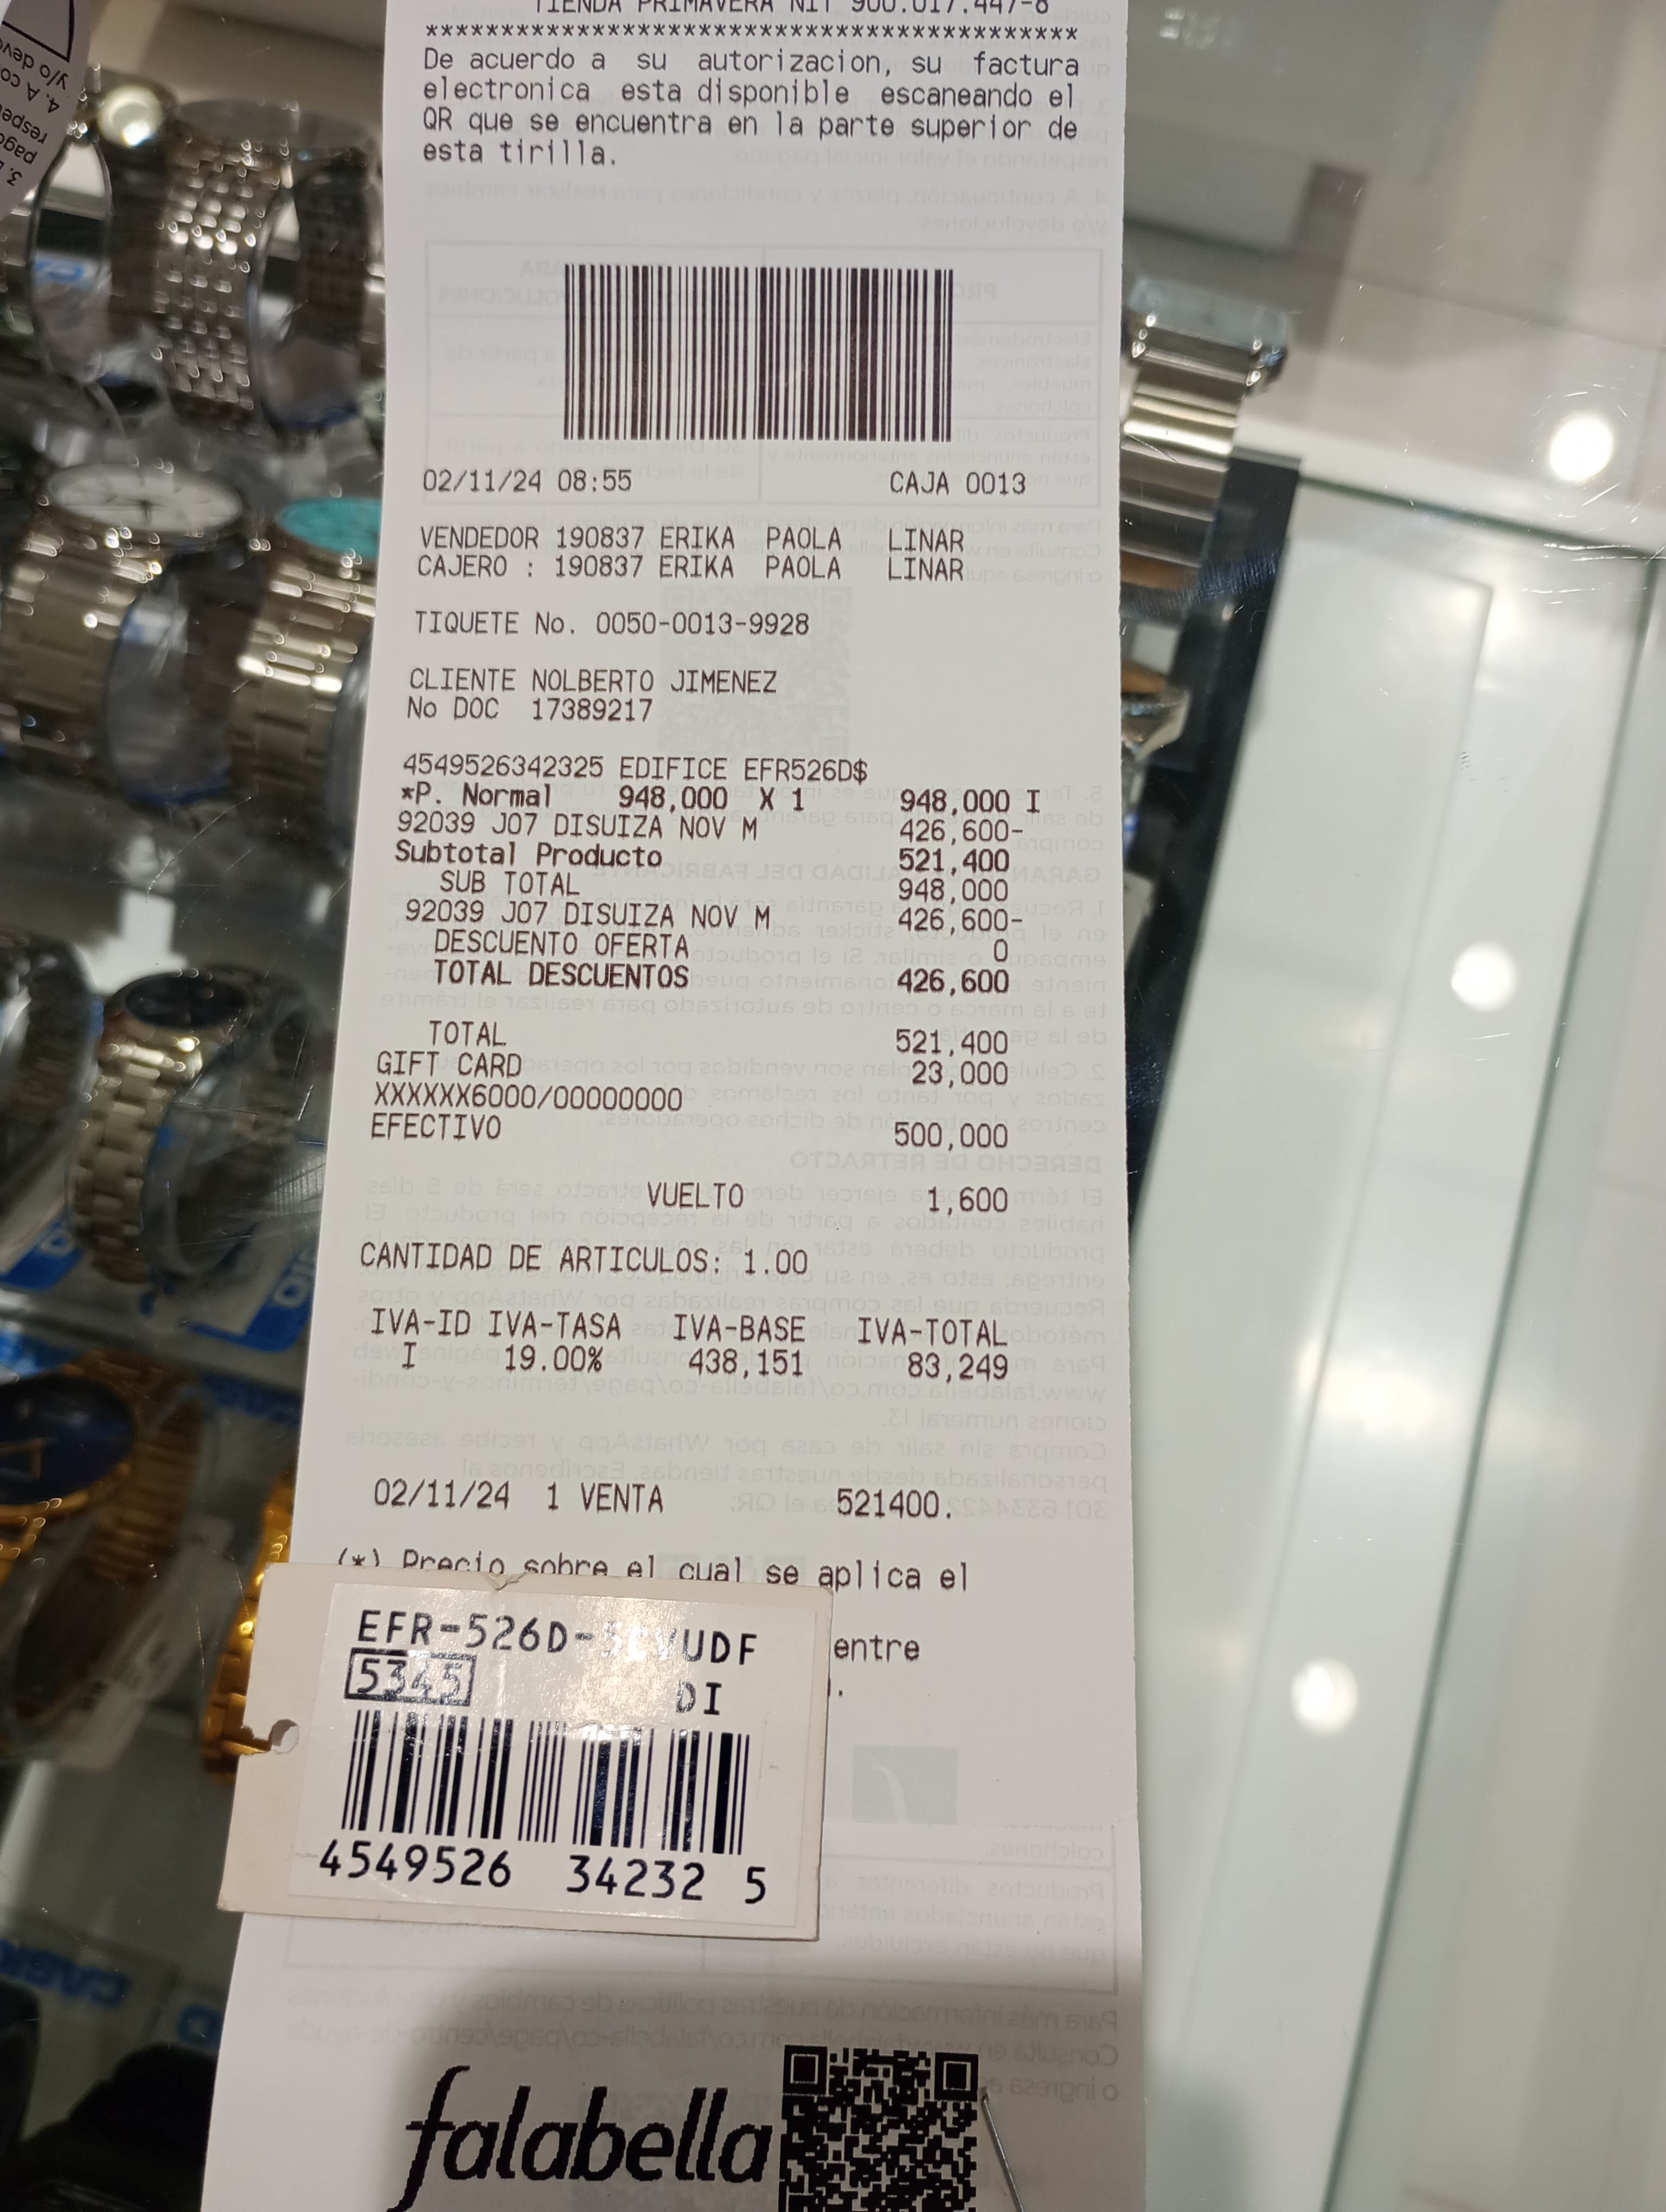 TIENDA PRIMAVERA NIT 900.017.447-8
*******************************************
De acuerdo a su autorizacion, su factura
electronica esta disponible escaneando el
QR que se encuentra en la parte superior de
esta tirilla.
02/11/24 08:55 CAJA 0013
VENDEDOR 190837 ERIKA PAOLA LINAR
CAJERO : 190837 ERIKA PAOLA LINAR
TIQUETE No. 0050-0013-9928
CLIENTE NOLBERTO JIMENEZ
No DOC 17389217
4549526342325 EDIFICE EFR526D$
*P. Normal 948,000 X 1 948,000 I
92039 J07 DISUIZA NOV M 426,600-
Subtotal Producto 521,400
SUB TOTAL 948,000
92039 J07 DISUIZA NOV M 426,600-
DESCUENTO OFERTA 0
TOTAL DESCUENTOS 426,600
TOTAL 521,400
GIFT CARD 23,000
XXXXXX6000/00000000
EFECTIVO 500,000
VUELTO 1,600
CANTIDAD DE ARTICULOS: 1.00
IVA-ID IVA-TASA IVA-BASE IVA-TOTAL
I 19.00% 438,151 83,249
02/11/24 1 VENTA 521400.
(*) Precio sobre el cual se aplica el
entre
).
EFR-526D- UDF
5345 DI
4549526 34232 5
falabella